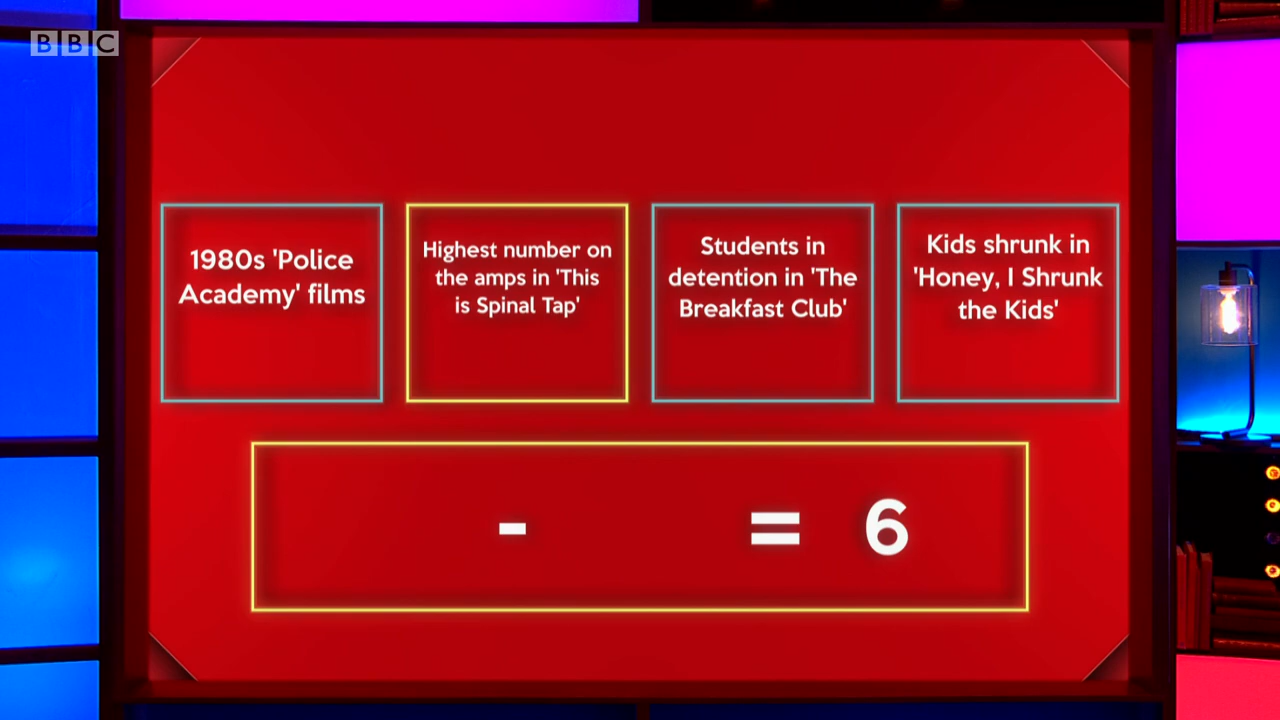 BBC
1980s 'Police
Academy' films
Highest number on
the amps in 'This
is Spinal Tap'
Students in
detention in 'The
Breakfast Club'
Kids shrunk in
'Honey, I Shrunk
the Kids'
- = 6